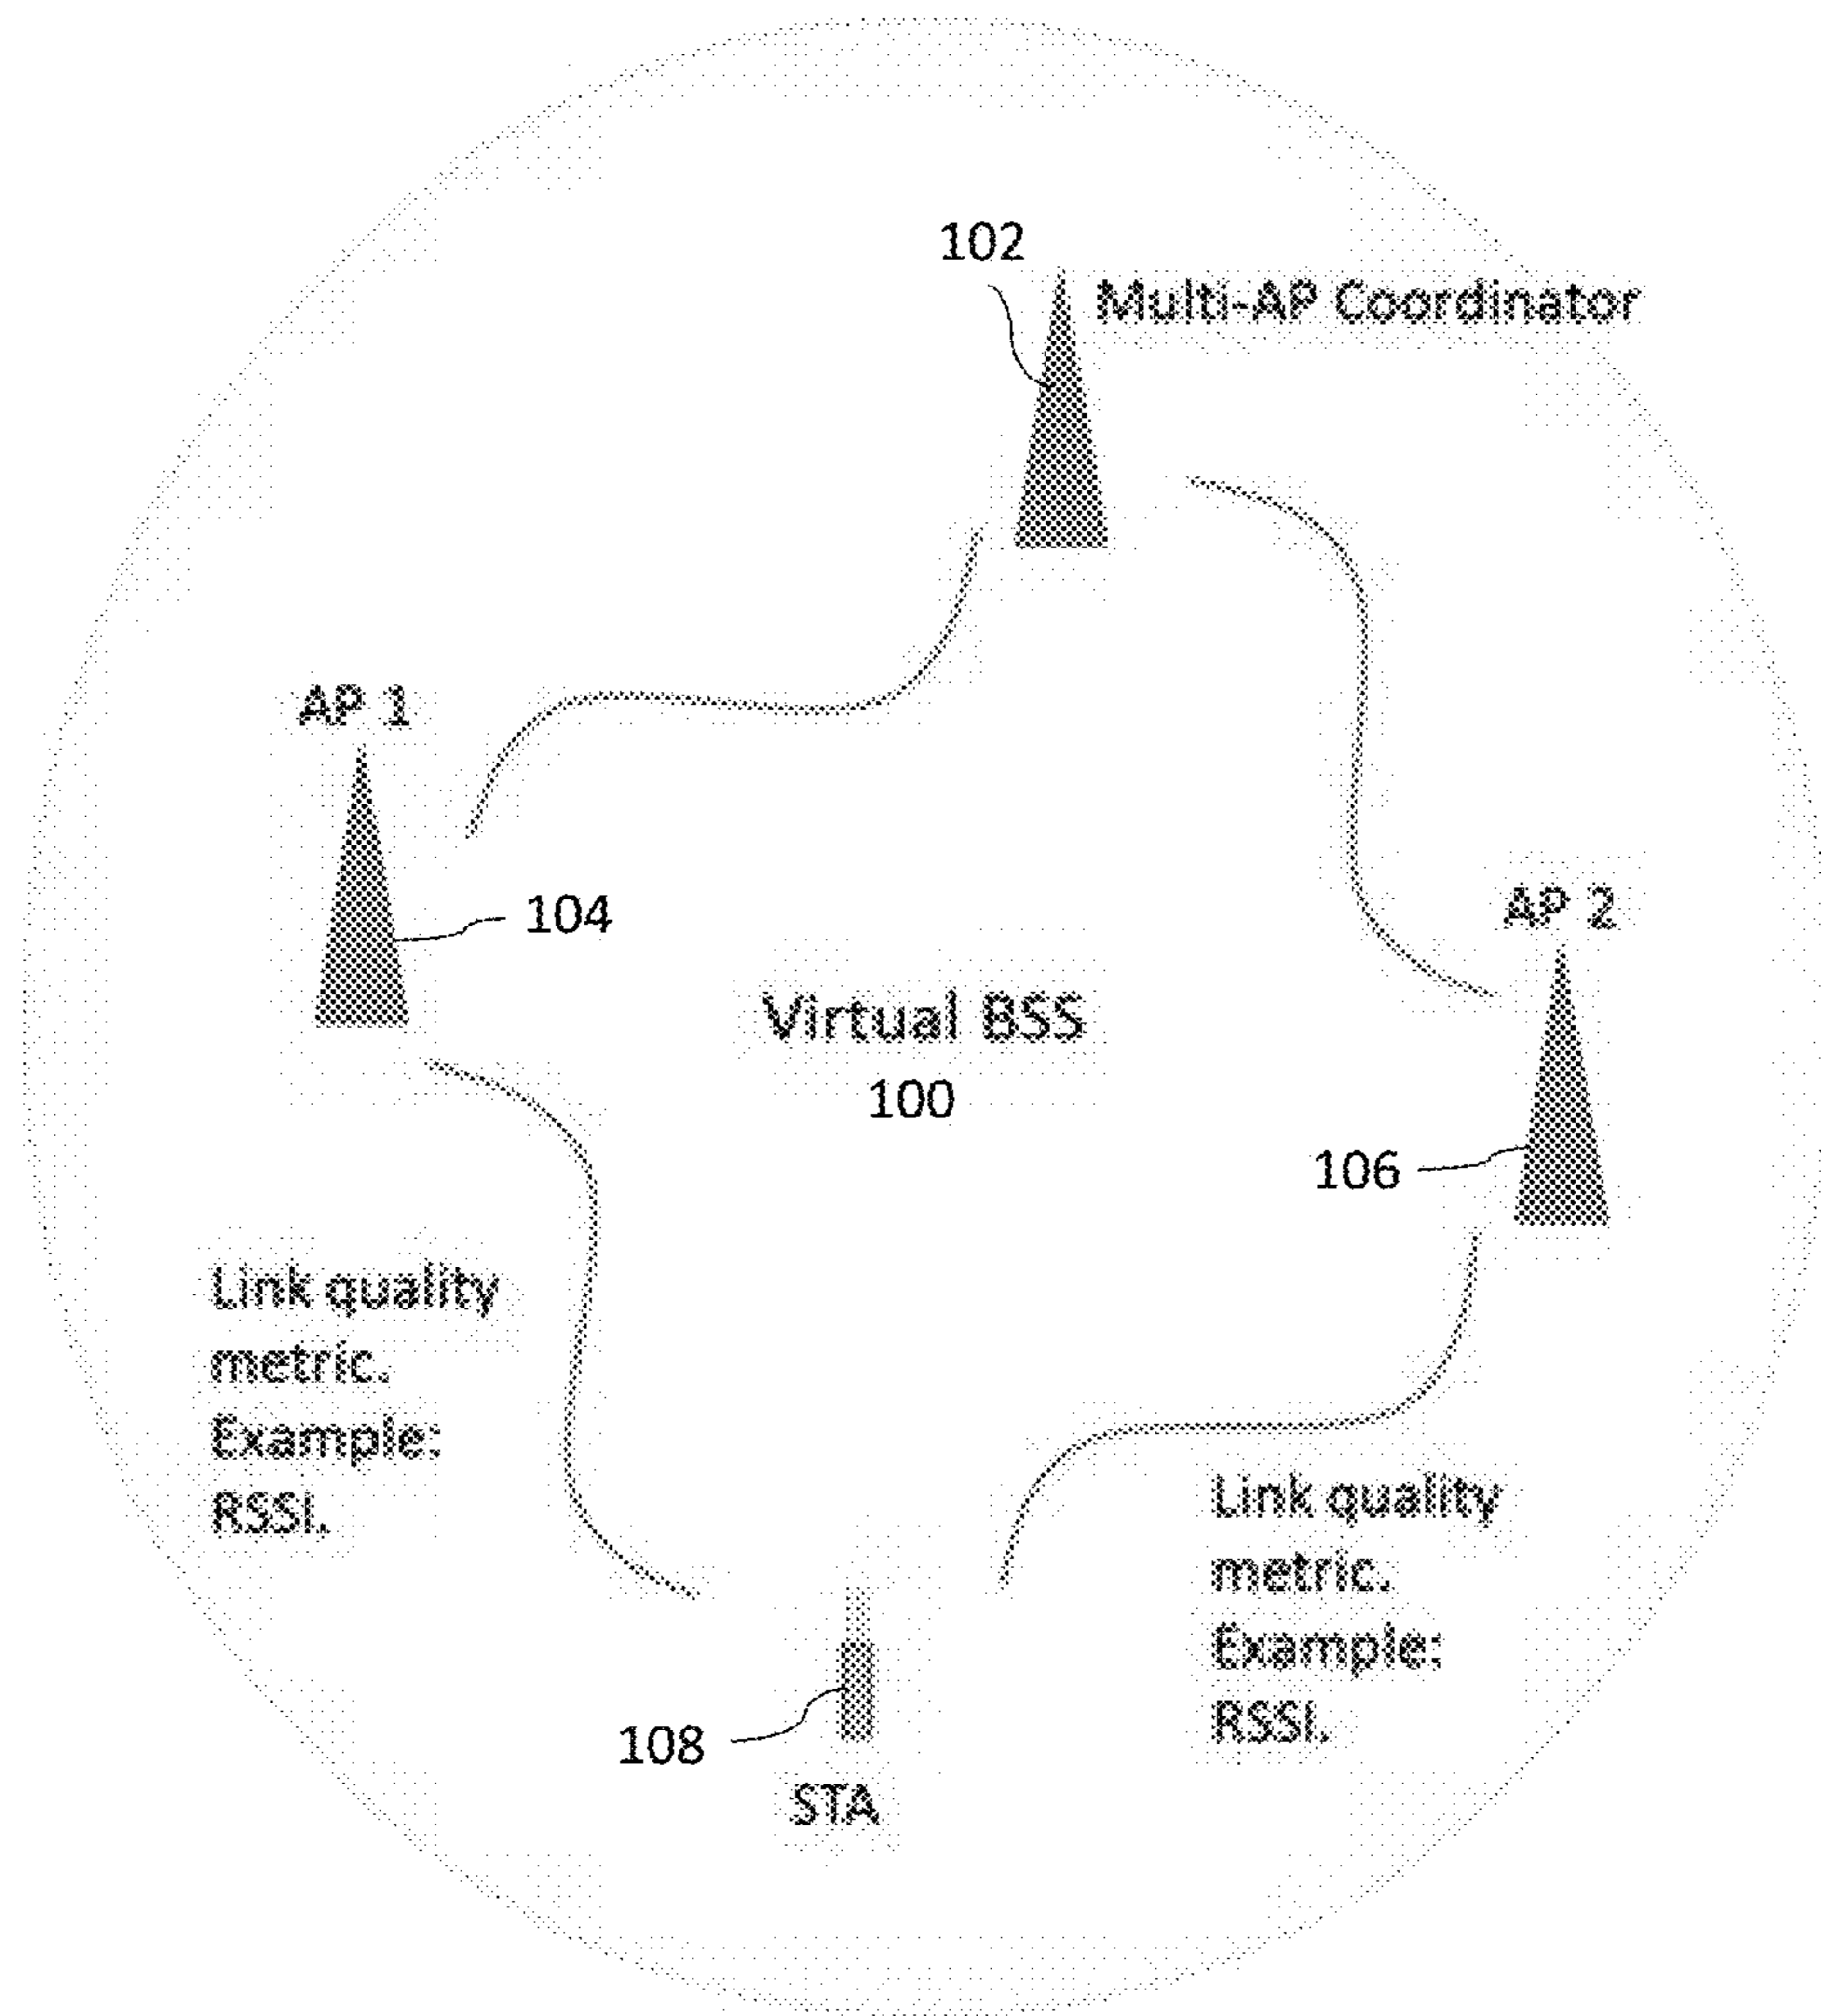 102
Multi-AP Coordinator
AP 1
104
AP 2
Virtual BSS
100
106
Link quality
metric.
Example:
RSSI.
Link quality
metric.
Example:
RSSI.
108
STA